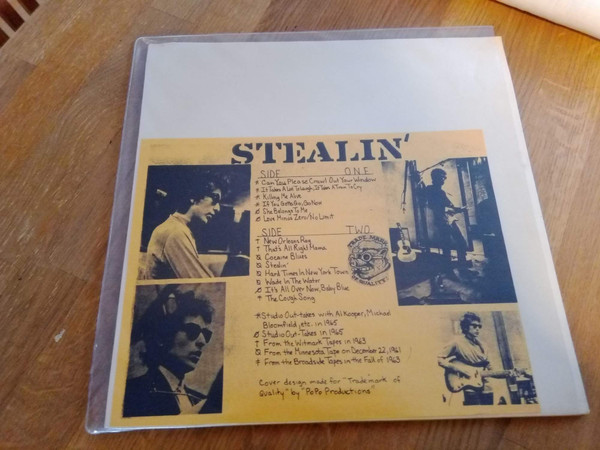 STEALIN'
SIDE ONE
* Can You Please Crawl Out Your Window
* It Takes A Lot To Laugh, It Takes A Train To Cry
* Killing Me Alive
* If You Gotta Go, Go Now
Ø She Belongs To Me
Ø Love Minus Zero/No Limit
SIDE TWO
† New Orleans Rag
† That's All Right Mama
Cocaine Blues
Stealin'
Hard Times In New York Town
Wade In The Water
Ø It's All Over Now, Baby Blue
‡ The Cough Song
TRADE MARK
* Studio Out-takes with Al Kooper, Michael
Bloomfield, etc. in 1965
Ø Studio Out-Takes in 1965
† From the Witmark Tapes in 1963
From the Minnesota Tape on December 22, 1961
‡ From the Broadside Tapes in the Fall of 1963
Cover design made for "Trademark of
Quality" by "PoPo Productions"